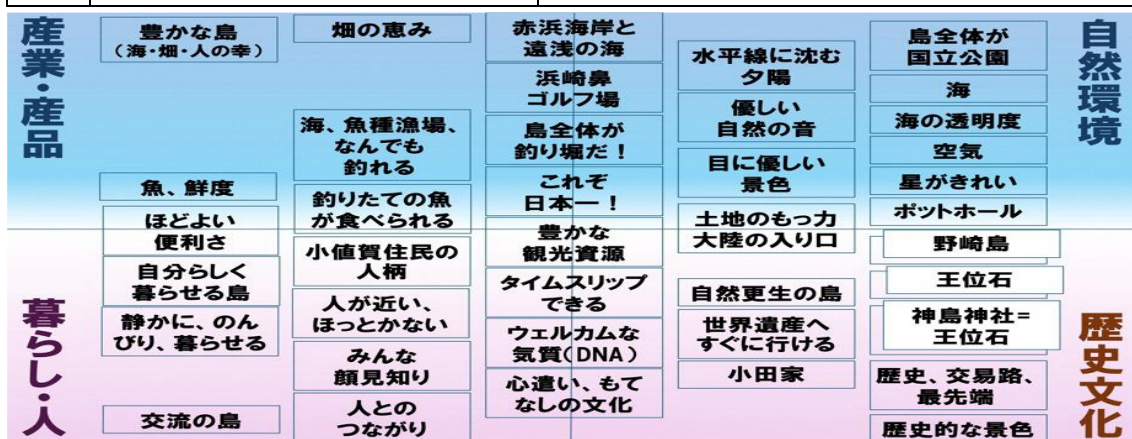 産業・産品
豊かな島
（海・畑・人の幸）
魚、鮮度
ほどよい
便利さ
自分らしく
暮らせる島
静かに、のん
びり、暮らせる
交流の島
暮らし・人
畑の恵み
海、魚種漁場、
なんでも
釣れる
釣りたての魚
が食べられる
小値賀住民の
人柄
人が近い、
ほっとかない
みんな
顔見知り
人との
つながり
赤浜海岸と
遠浅の海
浜崎鼻
ゴルフ場
島全体が
釣り堀だ！
これぞ
日本一！
豊かな
観光資源
タイムスリップ
できる
ウェルカムな
気質（DNA）
心遣い、もて
なしの文化
水平線に沈む
夕陽
優しい
自然の音
目に優しい
景色
土地のもつ力
大陸の入り口
自然更生の島
世界遺産へ
すぐに行ける
小田家
島全体が
国立公園
海
海の透明度
空気
星がきれい
ポットホール
野崎島
王位石
神島神社=
王位石
歴史、交易路、
最先端
歴史的な景色
自然環境
歴史文化